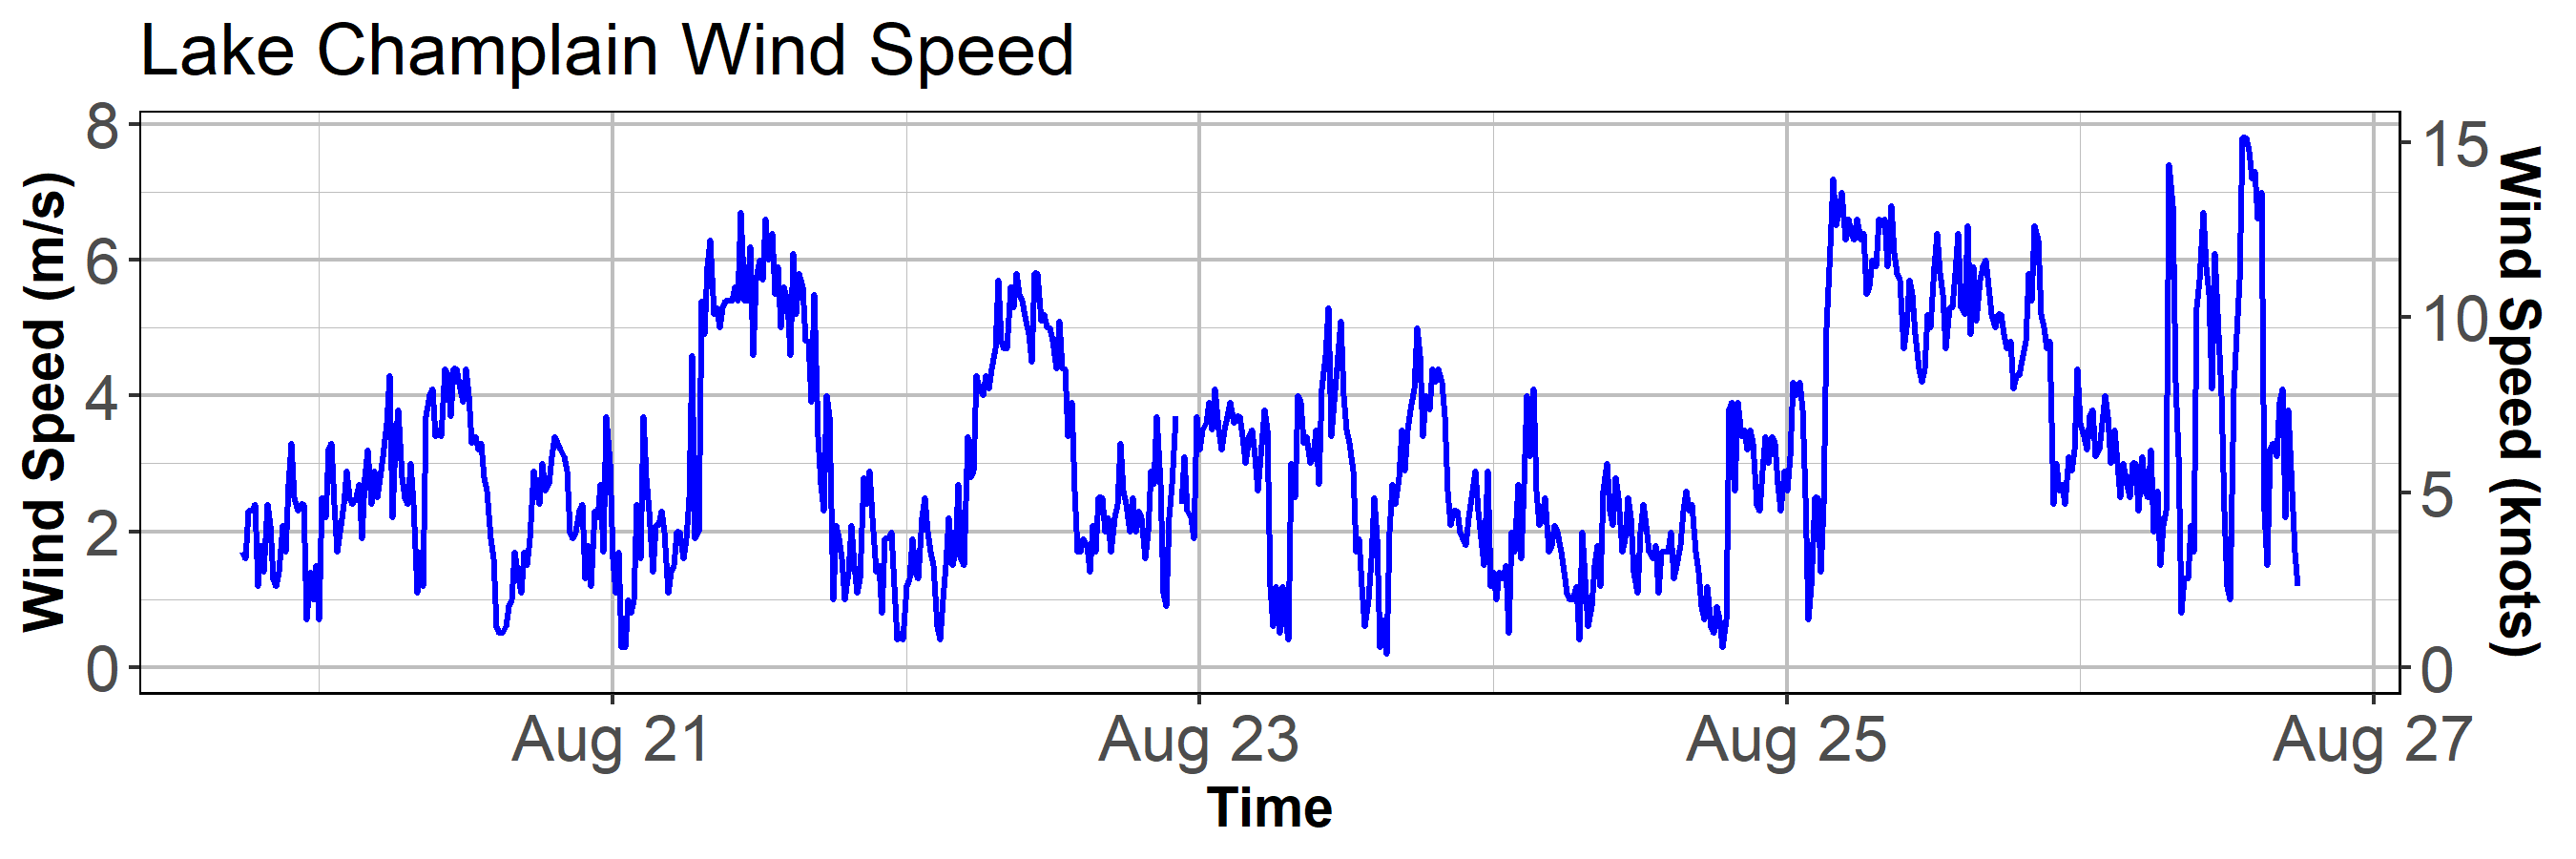 Lake Champlain Wind Speed
Wind Speed (m/s)
8
6
4
2
0
15
10
5
0
Wind Speed (knots)
Aug 21 Aug 23 Aug 25 Aug 27
Time